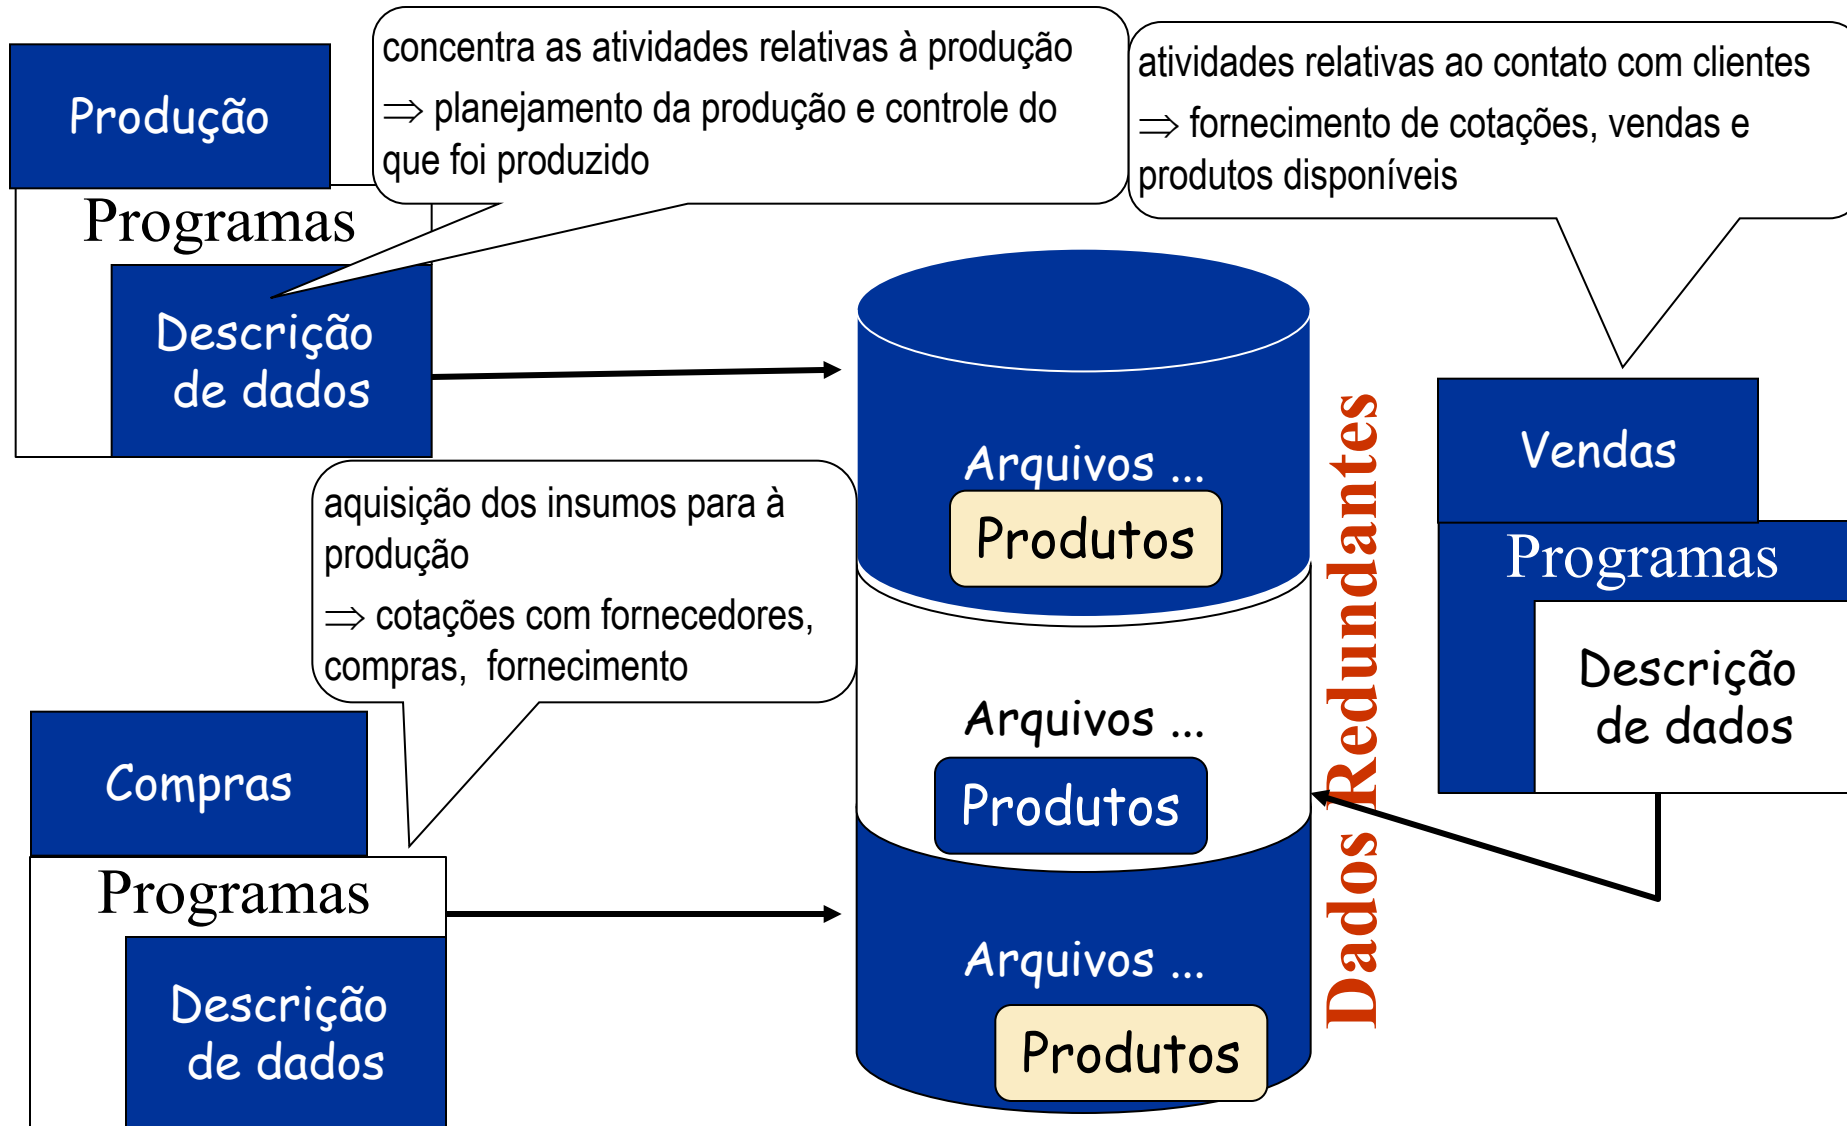 Produção
Programas
Descrição
de dados
concentra as atividades relativas à produção
⇒ planejamento da produção e controle do
que foi produzido
atividades relativas ao contato com clientes
⇒ fornecimento de cotações, vendas e
produtos disponíveis
aquisição dos insumos para à
produção
⇒ cotações com fornecedores,
compras, fornecimento
Compras
Programas
Descrição
de dados
Arquivos ...
Produtos
Arquivos ...
Produtos
Arquivos ...
Produtos
Dados Redundantes
Vendas
Programas
Descrição
de dados